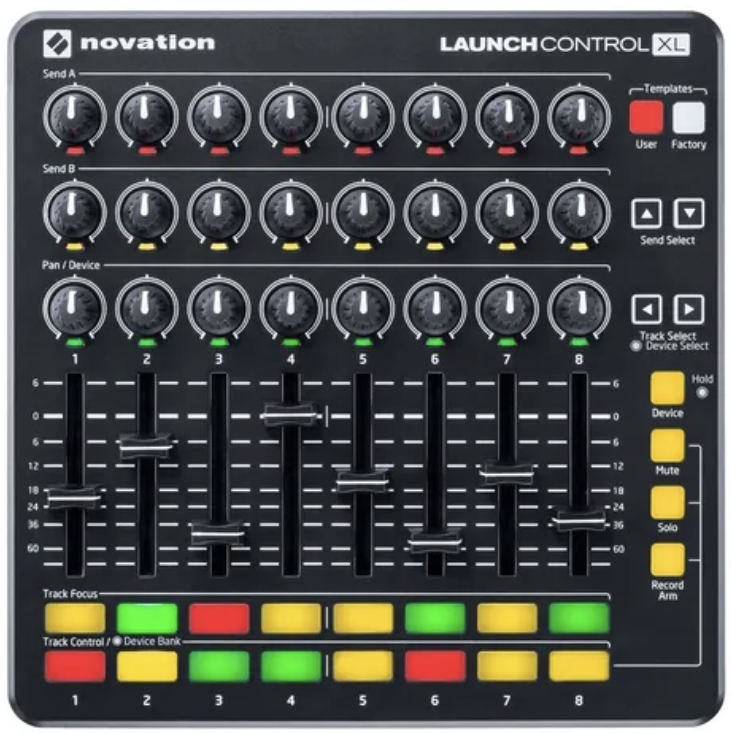 novation
LAUNCHCONTROL XL
Send A
Templates
User Factory
Send B
Send Select
Pan / Device
Track Select
Device Select
1 2 3 4 5 6 7 8
Hold
6 6
0 0
Device
6 6
12 12
Mute
18 18
24 24
36 36
Solo
60 60
Record
Arm
Track Focus
Track Control / Device Bank
1 2 3 4 5 6 7 8